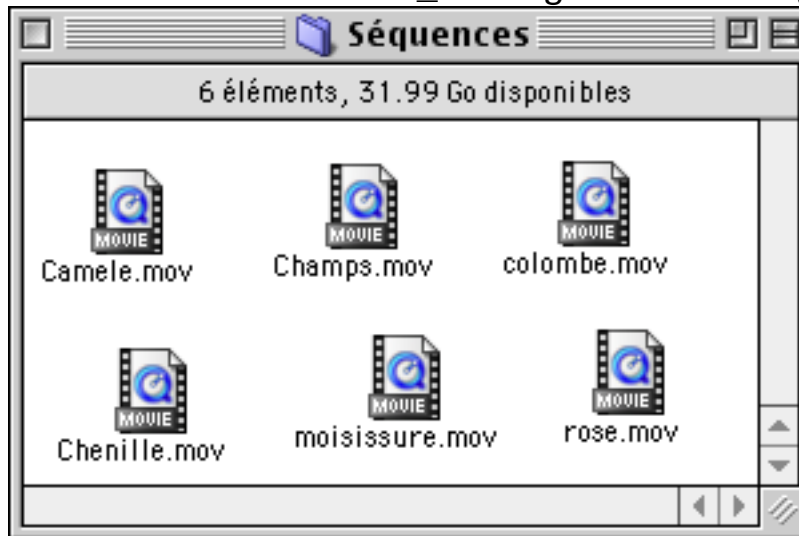 Séquences
6 éléments, 31.99 Go disponibles
MOVIE MOVIE MOVIE
Camele.mov Champs.mov colombe.mov
MOVIE MOVIE MOVIE
Chenille.mov moisissure.mov rose.mov